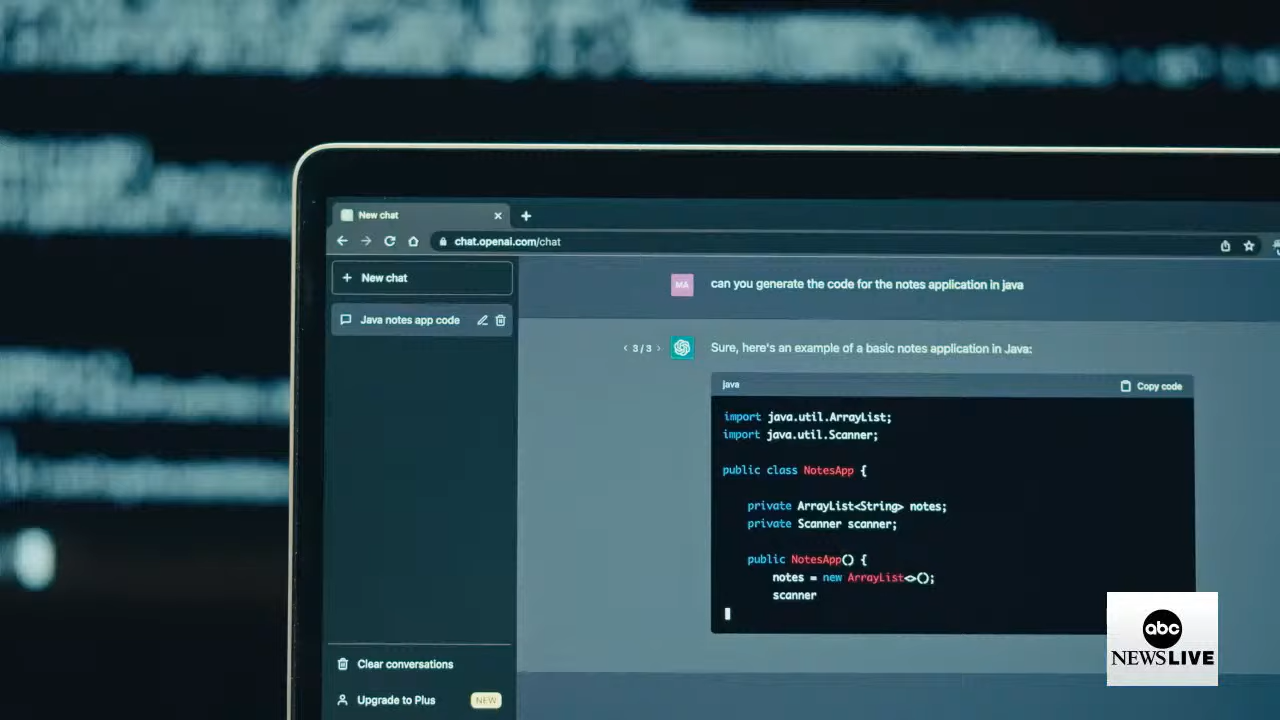 New chat
chat.openai.com/chat
New chat
Java notes app code
MA
can you generate the code for the notes application in java
3/3
Sure, here's an example of a basic notes application in Java:
java
Copy code
import java.util.ArrayList;
import java.util.Scanner;
public class NotesApp {
private ArrayList<String> notes;
private Scanner scanner;
public NotesApp() {
notes = new ArrayList<>();
scanner
Clear conversations
Upgrade to Plus
NEW
abc
NEWSLIVE